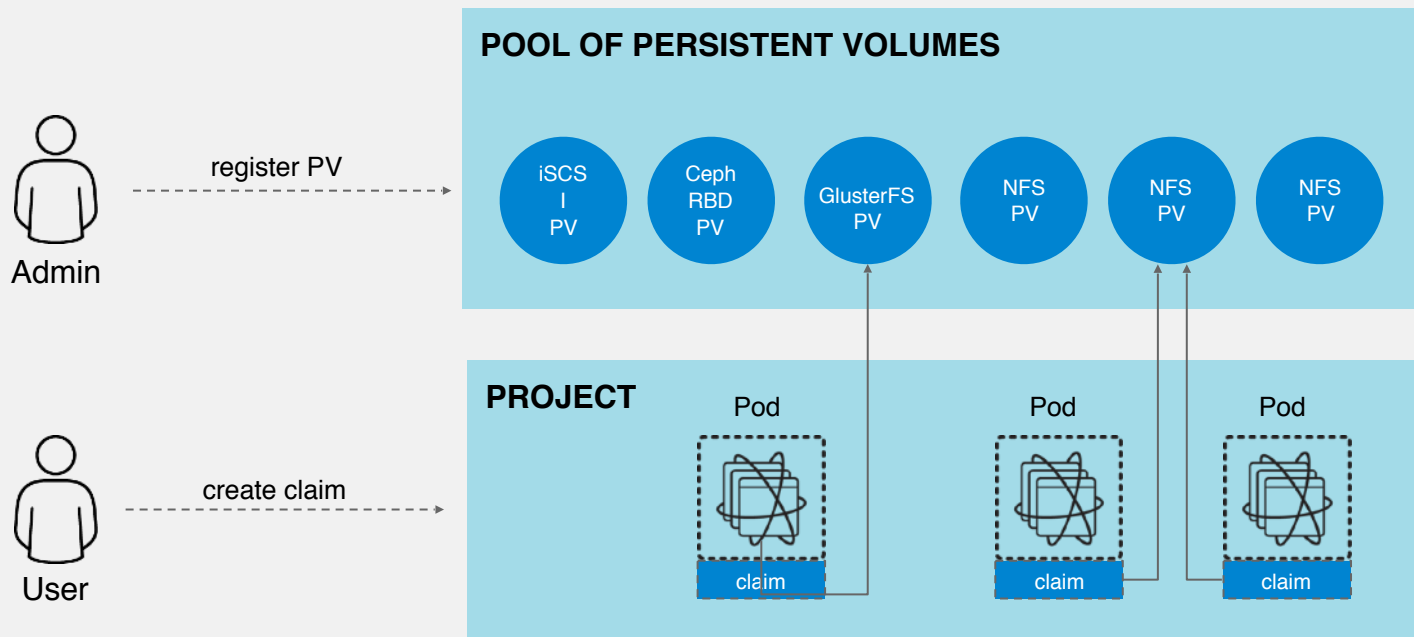 POOL OF PERSISTENT VOLUMES
register PV
Admin
iSCS
I
PV
Ceph
RBD
PV
GlusterFS
PV
NFS
PV
NFS
PV
NFS
PV
PROJECT
create claim
User
Pod
claim
Pod
claim
Pod
claim